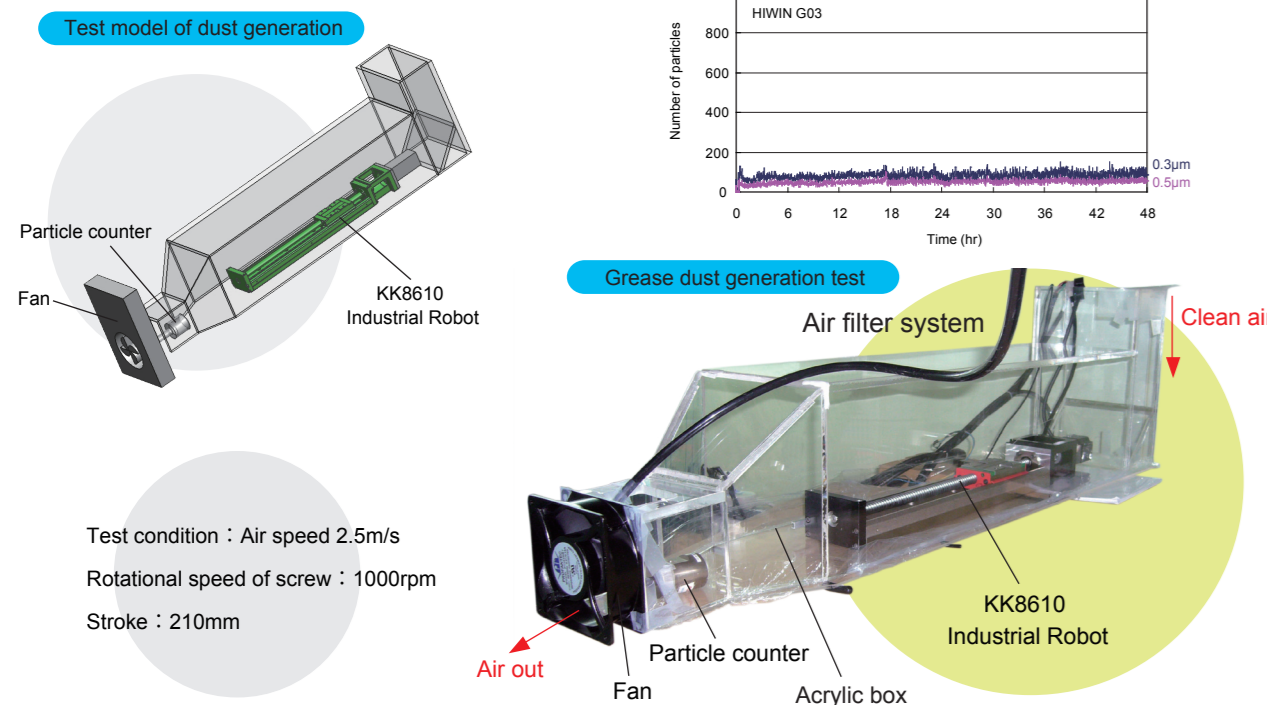 Test model of dust generation
Particle counter
Fan
KK8610
Industrial Robot
HIWIN G03
Number of particles
800
600
400
200
0
0.3μm
0.5μm
0 6 12 18 24 30 36 42 48
Time (hr)
Grease dust generation test
Air filter system
Clean ai
Test condition：Air speed 2.5m/s
Rotational speed of screw：1000rpm
Stroke：210mm
KK8610
Industrial Robot
Particle counter
Air out
Fan
Acrylic box